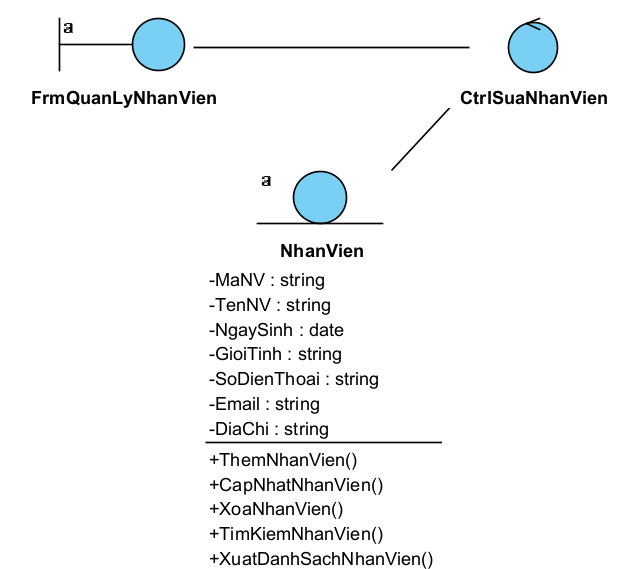 a
FrmQuanLyNhanVien
CtrlSuaNhanVien
a
NhanVien
-MaNV : string
-TenNV : string
-NgaySinh : date
-GioiTinh : string
-SoDienThoai : string
-Email : string
-DiaChi : string
+ThemNhanVien()
+CapNhatNhanVien()
+XoaNhanVien()
+TimKiemNhanVien()
+XuatDanhSachNhanVien()